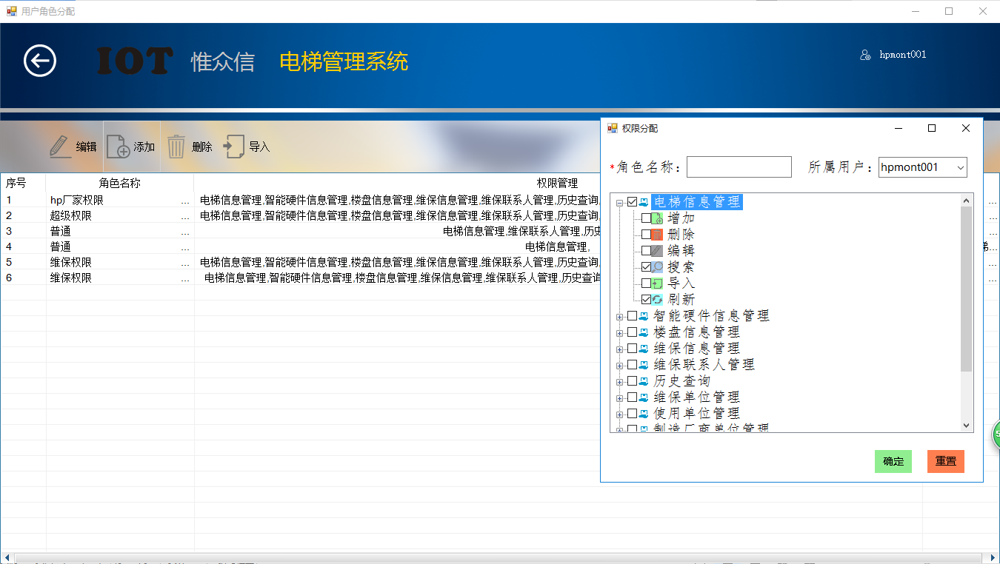 用户角色分配
IOT 惟众信 电梯管理系统
hpmont001
编辑 添加 删除 导入
序号 角色名称 权限管理
1 hp厂家权限 ... 电梯信息管理,智能硬件信息管理,楼盘信息管理,维保信息管理,维保联系人管理,历史查询, ...
2 超级权限 ... 电梯信息管理,智能硬件信息管理,楼盘信息管理,维保信息管理,维保联系人管理,历史查询, ...
3 普通 ... 电梯信息管理,维保联系人管理,历史 ...
4 普通 ... 电梯信息管理, ...
5 维保权限 ... 电梯信息管理,智能硬件信息管理,楼盘信息管理,维保信息管理,维保联系人管理,历史查询, ...
6 维保权限 ... 电梯信息管理,智能硬件信息管理,楼盘信息管理,维保信息管理,维保联系人管理,历史查询 ...
权限分配
*角色名称: 所属用户: hpmont001
电梯信息管理
增加
删除
编辑
搜索
导入
刷新
智能硬件信息管理
楼盘信息管理
维保信息管理
维保联系人管理
历史查询
维保单位管理
使用单位管理
制造厂商单位管理
确定 重置